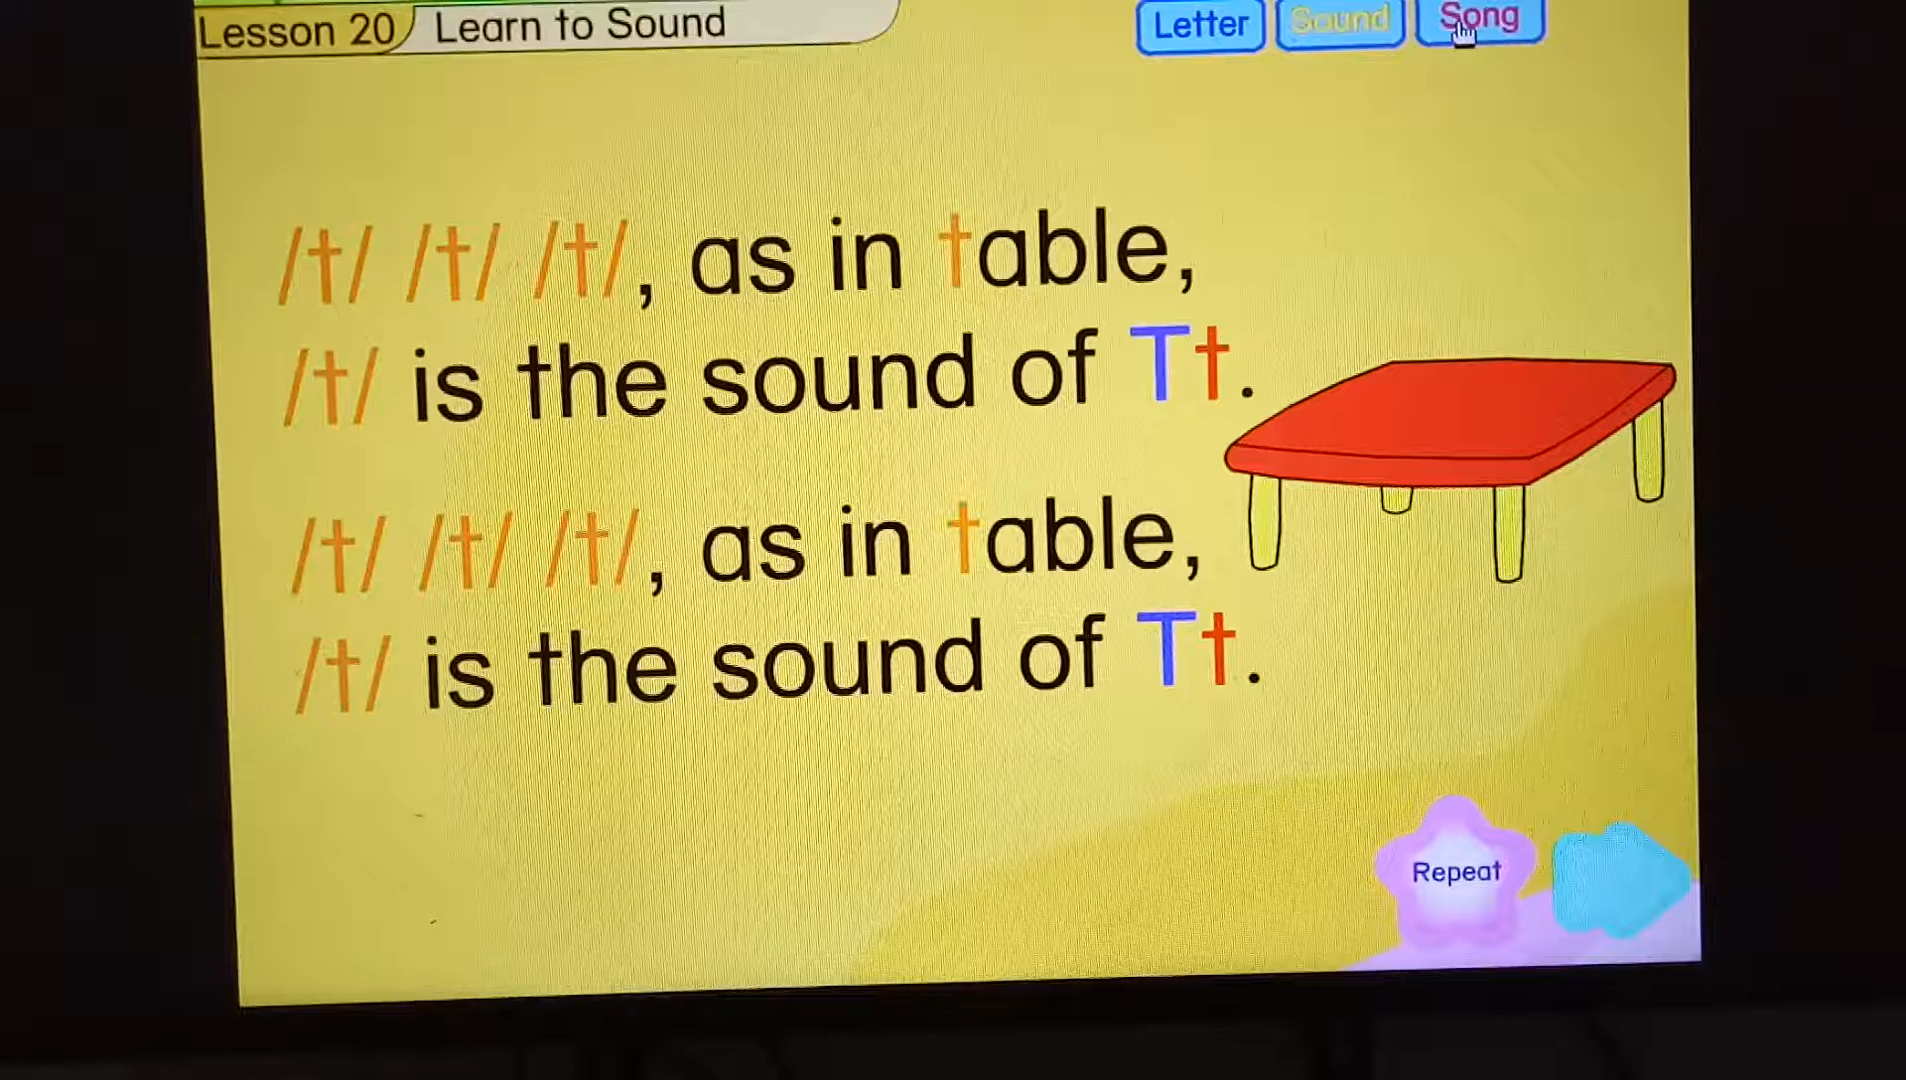 Lesson 20 Learn to Sound
Letter Sound Song
/t/ /t/ /t/, as in table,
/t/ is the sound of Tt.
/t/ /t/ /t/, as in table,
/t/ is the sound of Tt.
Repeat